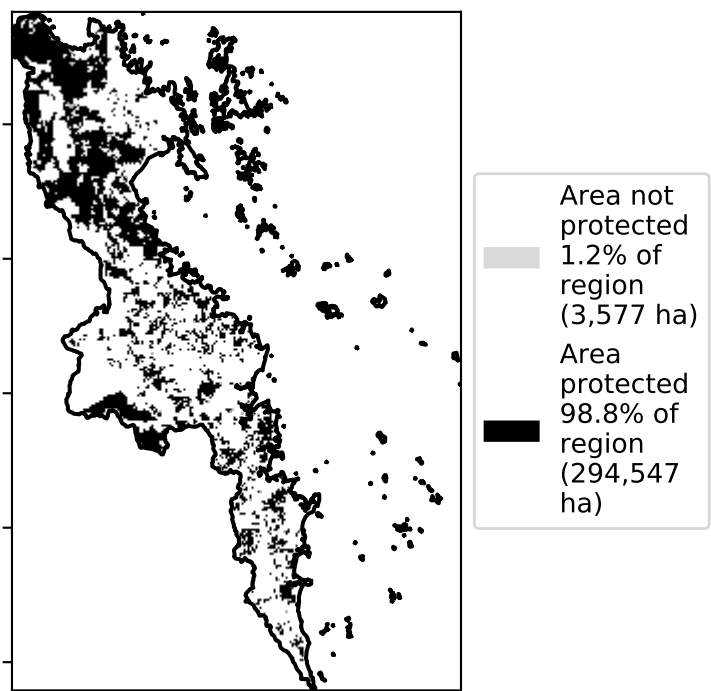 Area not
protected
1.2% of
region
(3,577 ha)
Area
protected
98.8% of
region
(294,547
ha)